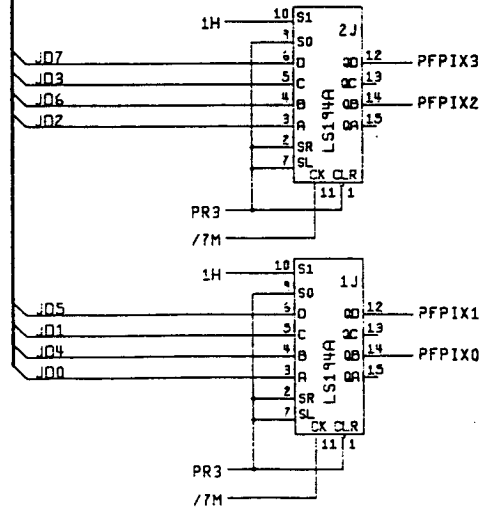 1H 10 S1
9 S0 2J
JD7 6 D QD 12 PFPIX3
JD3 5 C QC 13
JD6 4 B QB 14 PFPIX2
JD2 3 A QA 15
LS194A
2 SR
7 SL
CK CLR
11 1
PR3
/7M
1H 10 S1
9 S0 1J
JD5 6 D QD 12 PFPIX1
JD1 5 C QC 13
JD4 4 B QB 14 PFPIX0
JD0 3 A QA 15
LS194A
2 SR
7 SL
CK CLR
11 1
PR3
/7M